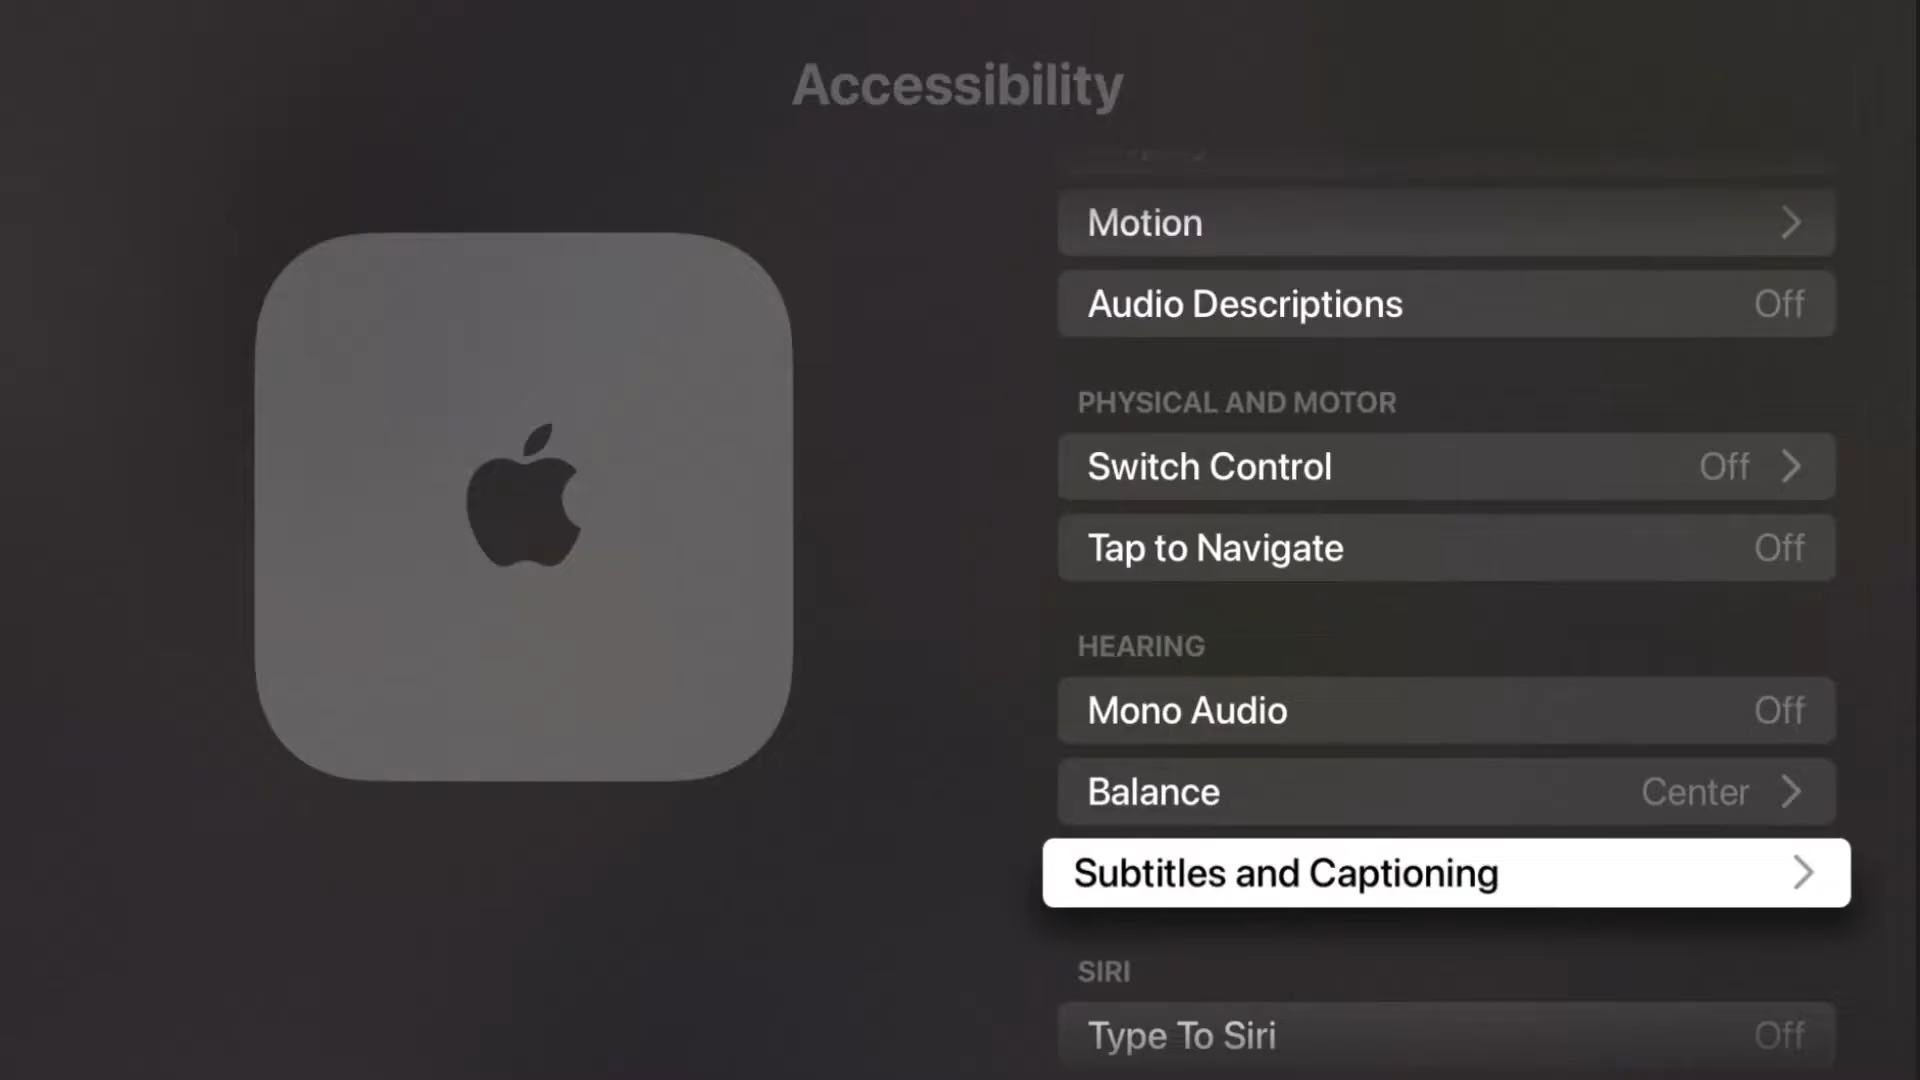 Accessibility
Motion
Audio Descriptions Off
PHYSICAL AND MOTOR
Switch Control Off
Tap to Navigate Off
HEARING
Mono Audio Off
Balance Center
Subtitles and Captioning
SIRI
Type To Siri Off